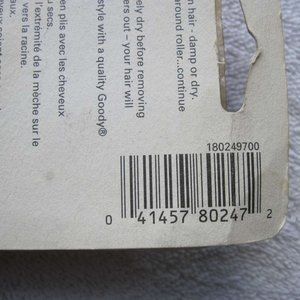 n hair - damp or dry.
around roller...continue
ely dry before removing
ers out – your hair will
style with a quality Goody®
en plis avec les cheveux
u secs.
l'extrémité de la mèche sur le
vers la racine.
180249700
0 41457 80247 2